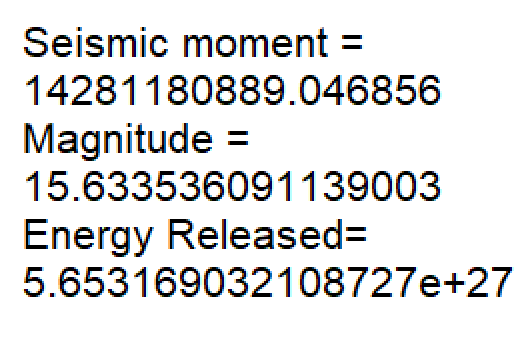 Seismic moment =
14281180889.046856
Magnitude =
15.633536091139003
Energy Released=
5.653169032108727e+27